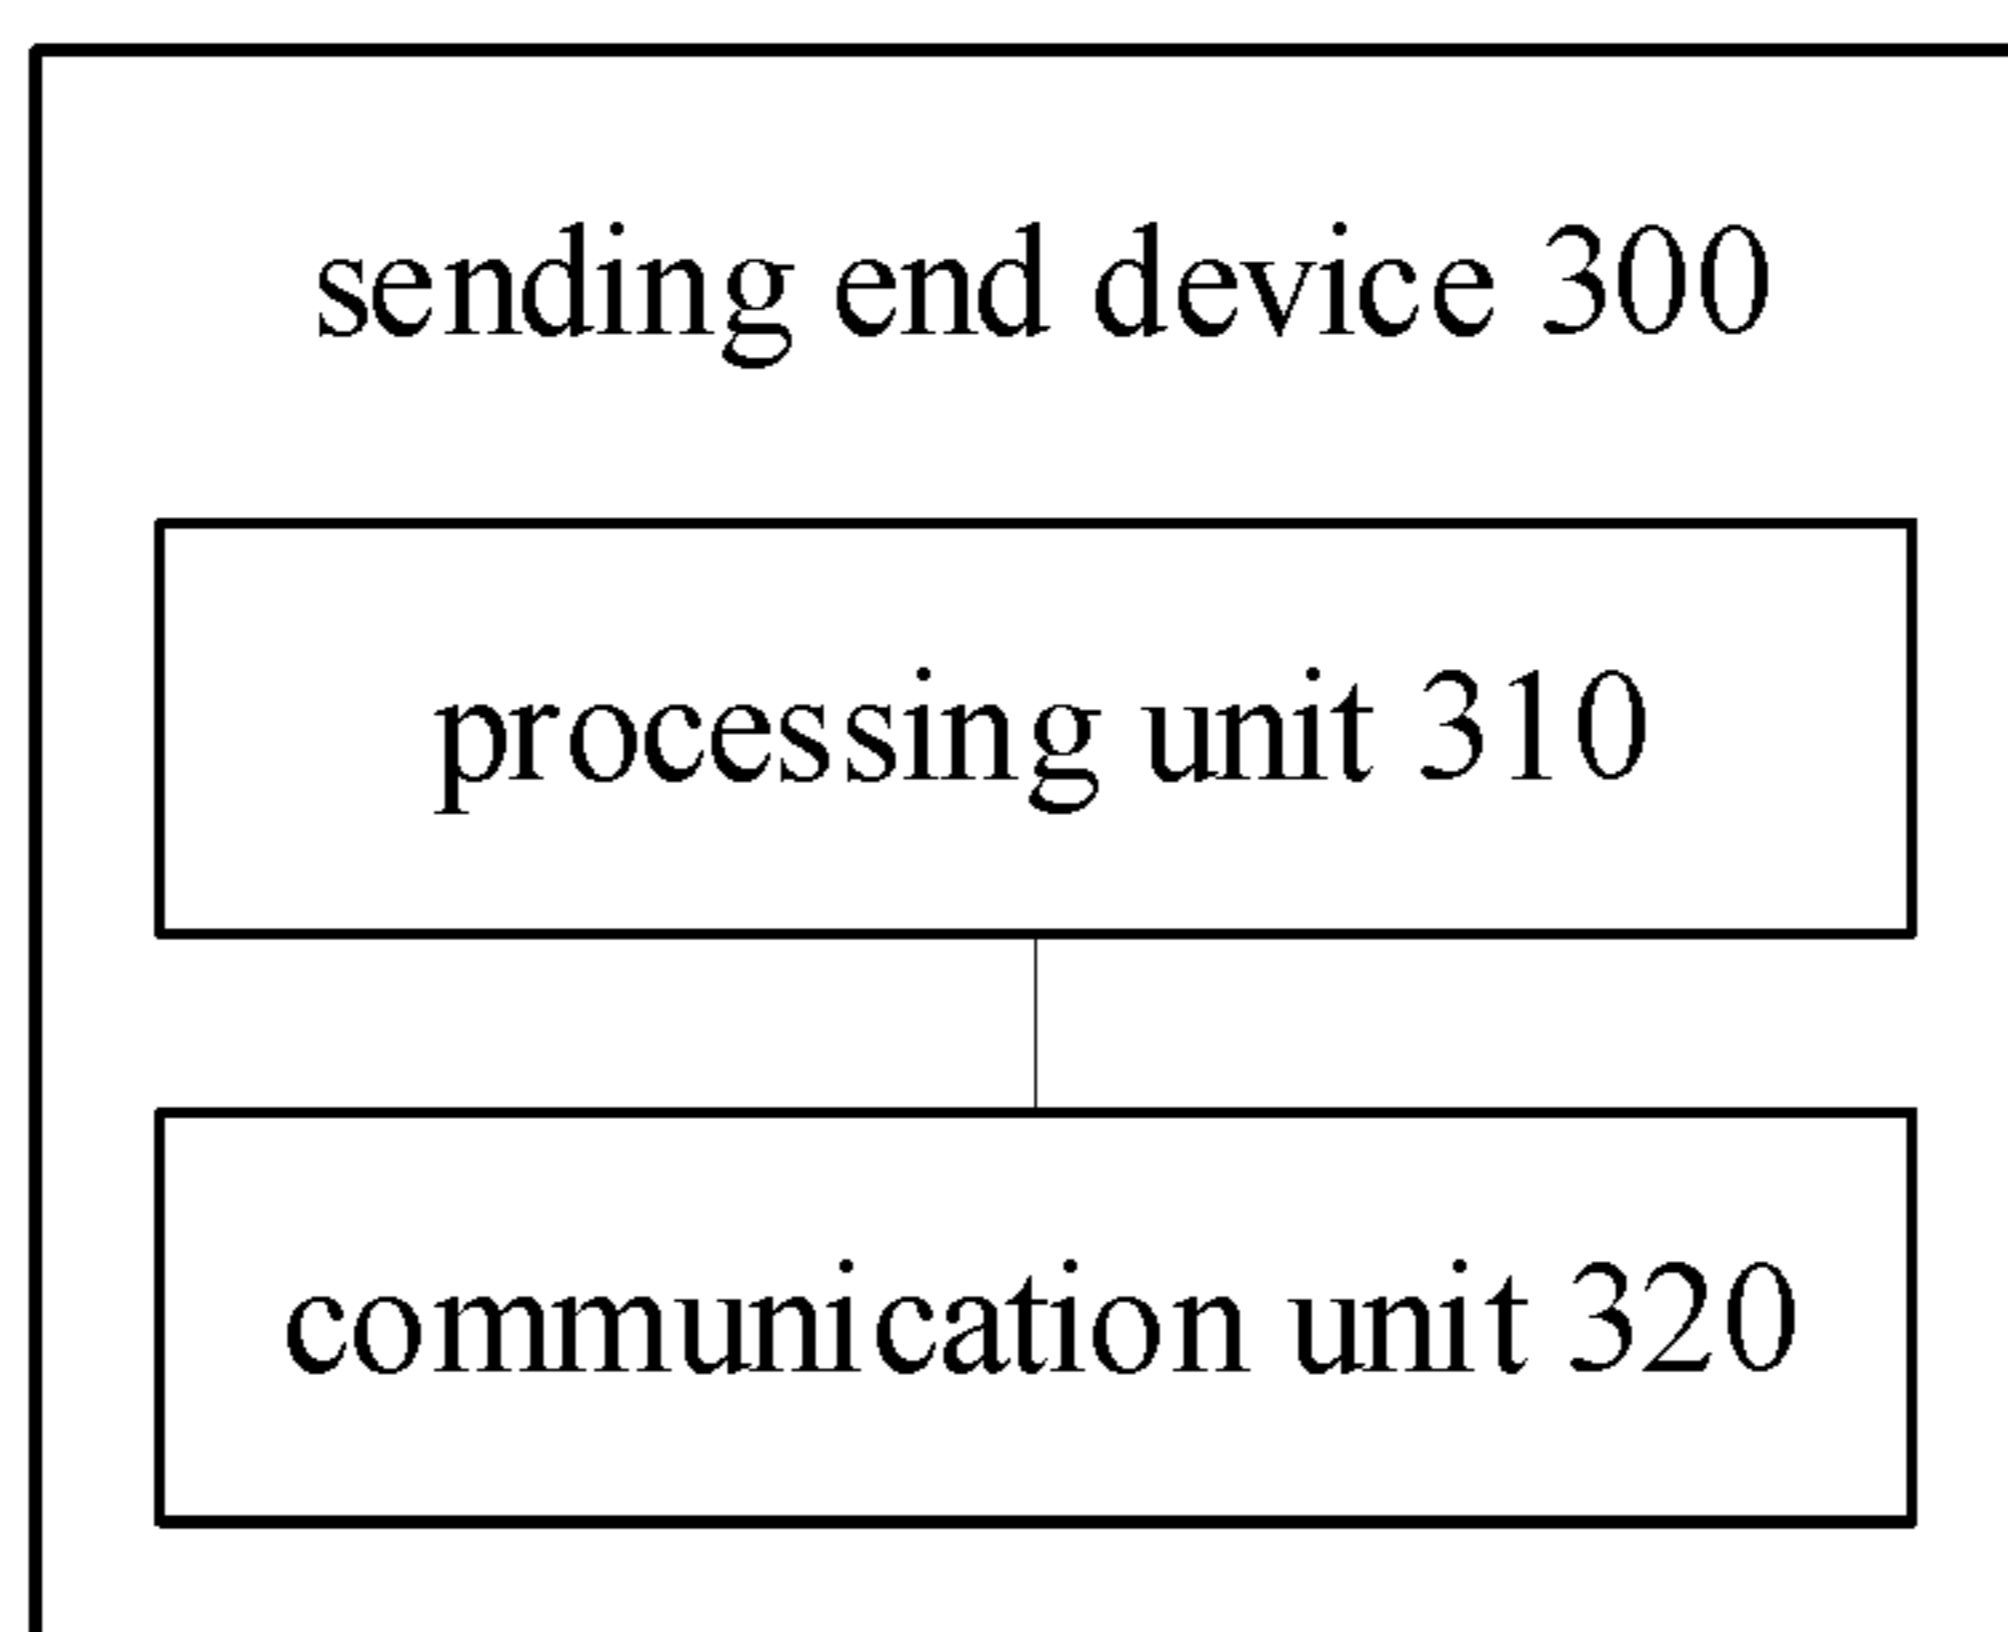 sending end device 300
processing unit 310
communication unit 320